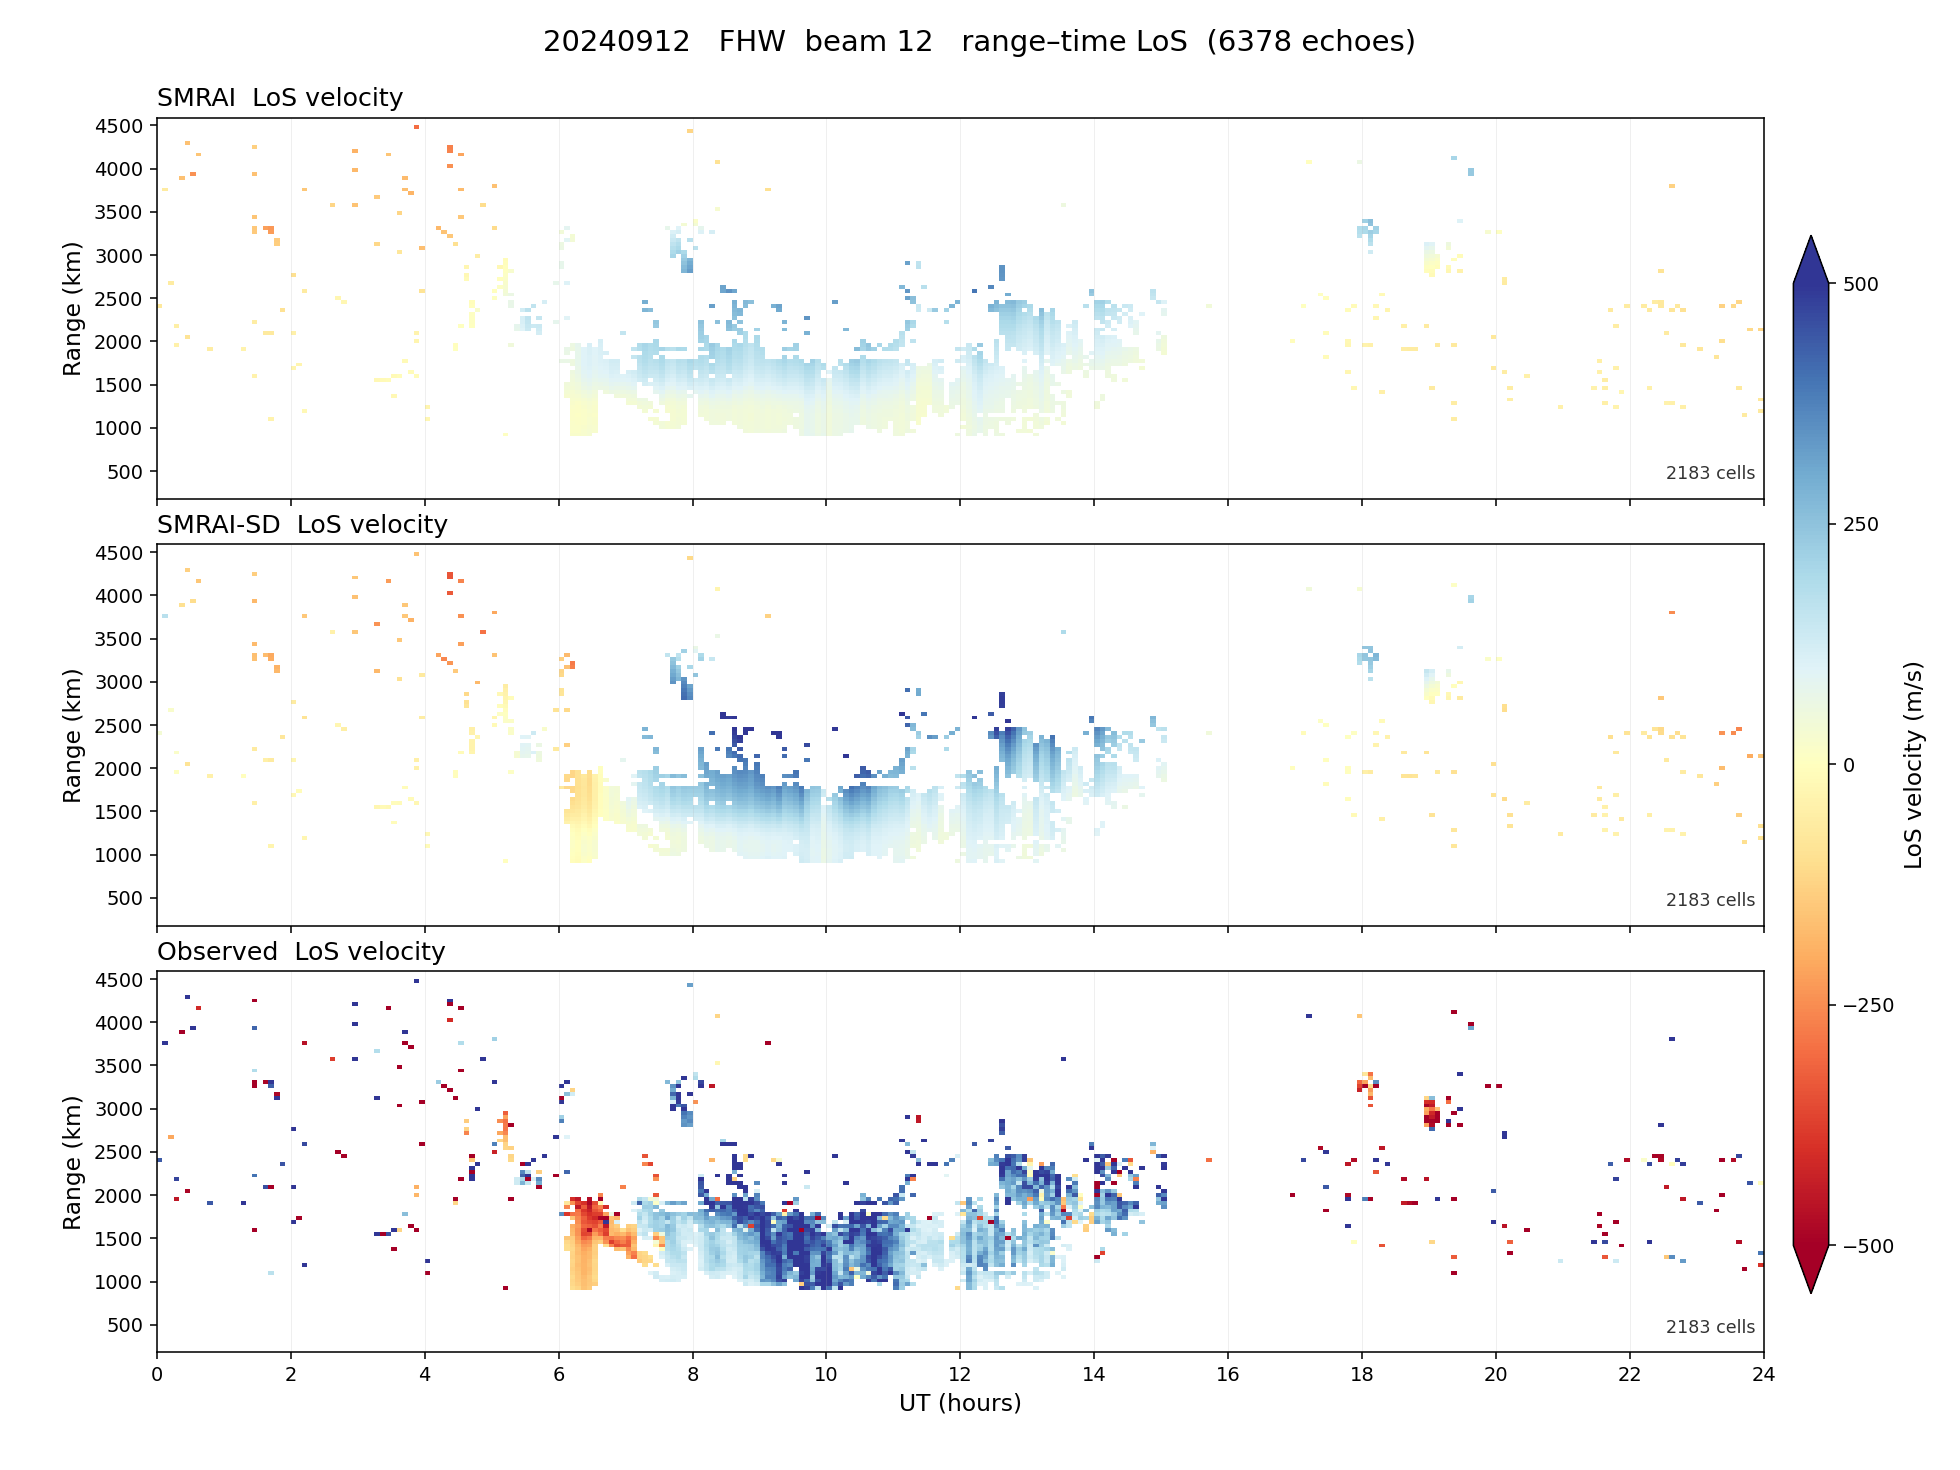 20240912   FHW  beam 12   range–time LoS  (6378 echoes)
SMRAI  LoS velocity
4500
4000
3500
3000
2500
2000
1500
1000
500
Range (km)
2183 cells
SMRAI-SD  LoS velocity
4500
4000
3500
3000
2500
2000
1500
1000
500
Range (km)
2183 cells
Observed  LoS velocity
4500
4000
3500
3000
2500
2000
1500
1000
500
Range (km)
2183 cells
0 2 4 6 8 10 12 14 16 18 20 22 24
UT (hours)
500
250
0
−250
−500
LoS velocity (m/s)